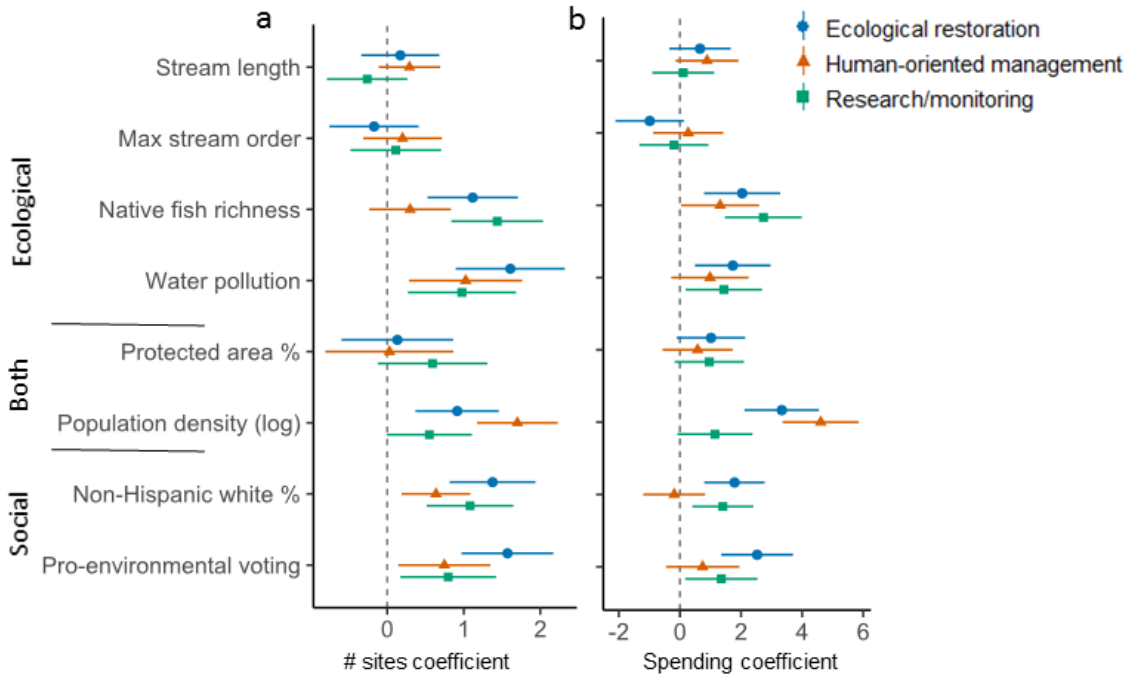 a
b
Ecological restoration
Human-oriented management
Research/monitoring
Ecological
Stream length
Max stream order
Native fish richness
Water pollution
Both
Protected area %
Population density (log)
Social
Non-Hispanic white %
Pro-environmental voting
0 1 2
# sites coefficient
-2 0 2 4 6
Spending coefficient